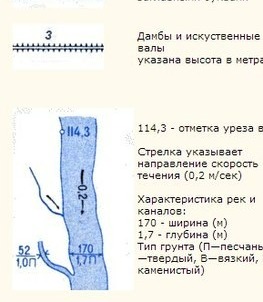 3
Дамбы и искуственные
валы
указана высота в метра
114,3
114,3 - отметка уреза в
Стрелка указывает
направление скорость
течения (0,2 м/сек)
0,2
Характеристика рек и
каналов:
170 - ширина (м)
1,7 - глубина (м)
Тип грунта (П—песчаны
—твердый, В—вязкий,
каменистый)
52
1,0П
170
1,7П